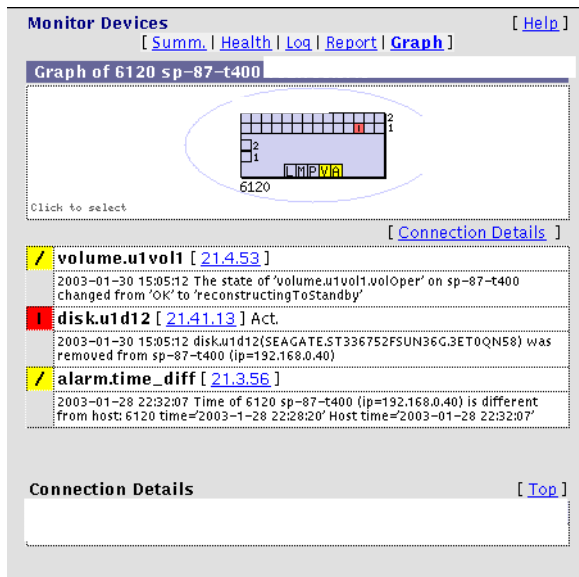 Monitor Devices [ Help ]
[ Summ. | Health | Log | Report | Graph ]
Graph of 6120 sp-87-t400
2
1
2
1
L M P V A
6120
Click to select
[ Connection Details ]
/ volume.u1vol1 [ 21.4.53 ]
2003-01-30 15:05:12 The state of 'volume.u1vol1.volOper' on sp-87-t400
changed from 'OK' to 'reconstructingToStandby'
! disk.u1d12 [ 21.41.13 ] Act.
2003-01-30 15:05:12 disk.u1d12(SEAGATE.ST336752FSUN36G.3ET0QN58) was
removed from sp-87-t400 (ip=192.168.0.40)
/ alarm.time_diff [ 21.3.56 ]
2003-01-28 22:32:07 Time of 6120 sp-87-t400 (ip=192.168.0.40) is different
from host: 6120 time='2003-1-28 22:28:20' Host time='2003-01-28 22:32:07'
Connection Details [ Top ]